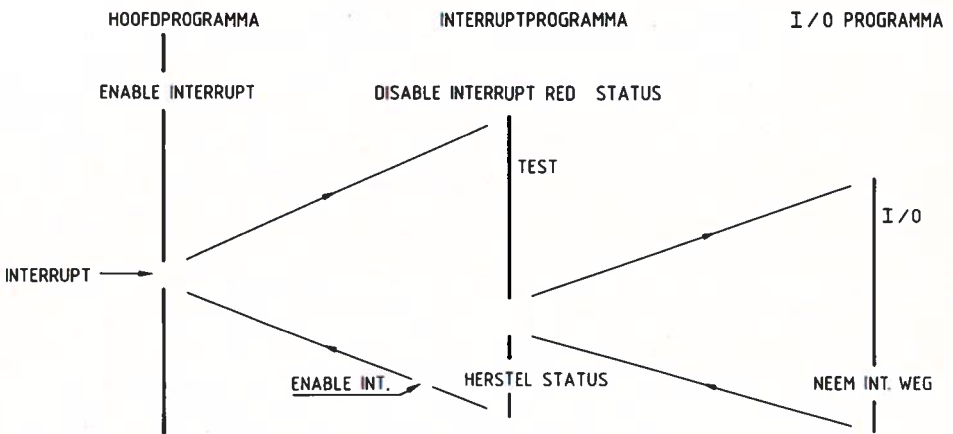 HOOFDPROGRAMMA
INTERRUPTPROGRAMMA
I/O PROGRAMMA
ENABLE INTERRUPT
DISABLE INTERRUPT RED STATUS
TEST
I/O
INTERRUPT
ENABLE INT.
HERSTEL STATUS
NEEM INT. WEG